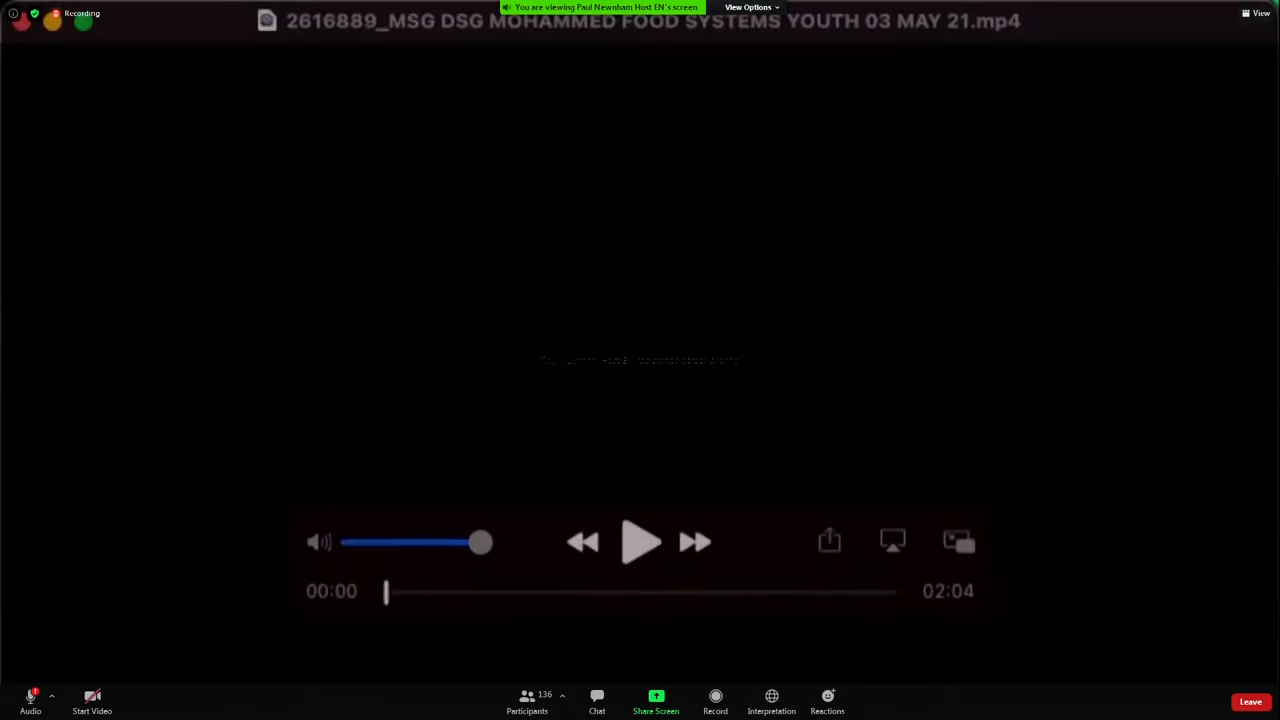 You are viewing Paul Newnham Host EN's screen
View Options
Recording
View
2616889_MSG DSG MOHAMMED FOOD SYSTEMS YOUTH 03 MAY 21.mp4
00:00
02:04
Audio
Start Video
136
Participants
Chat
Share Screen
Record
Interpretation
Reactions
Leave